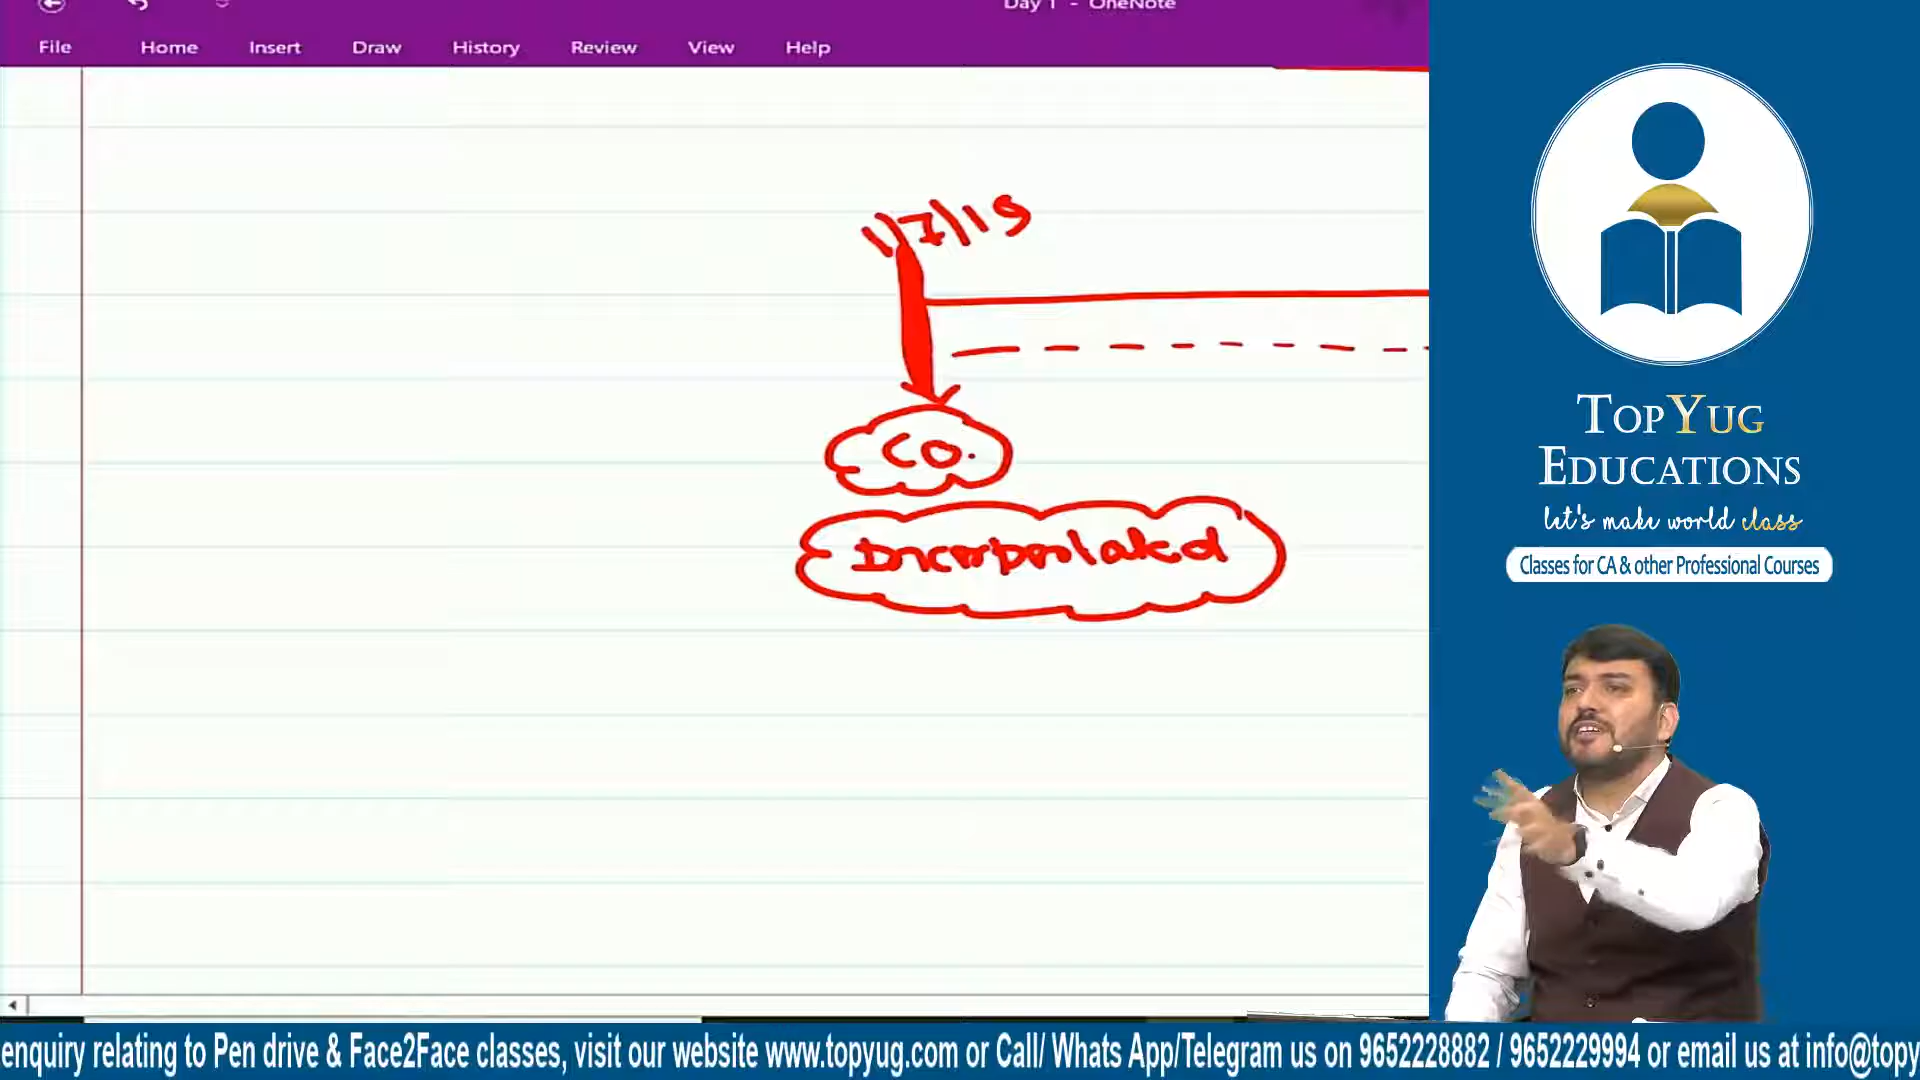 Day 1 - OneNote
File Home Insert Draw History Review View Help
1/7/19
CO.
Incorporated
TOPYUG
EDUCATIONS
let's make world class
Classes for CA & other Professional Courses
enquiry relating to Pen drive & Face2Face classes, visit our website www.topyug.com or Call/ Whats App/Telegram us on 9652228882 / 9652229994 or email us at info@topy